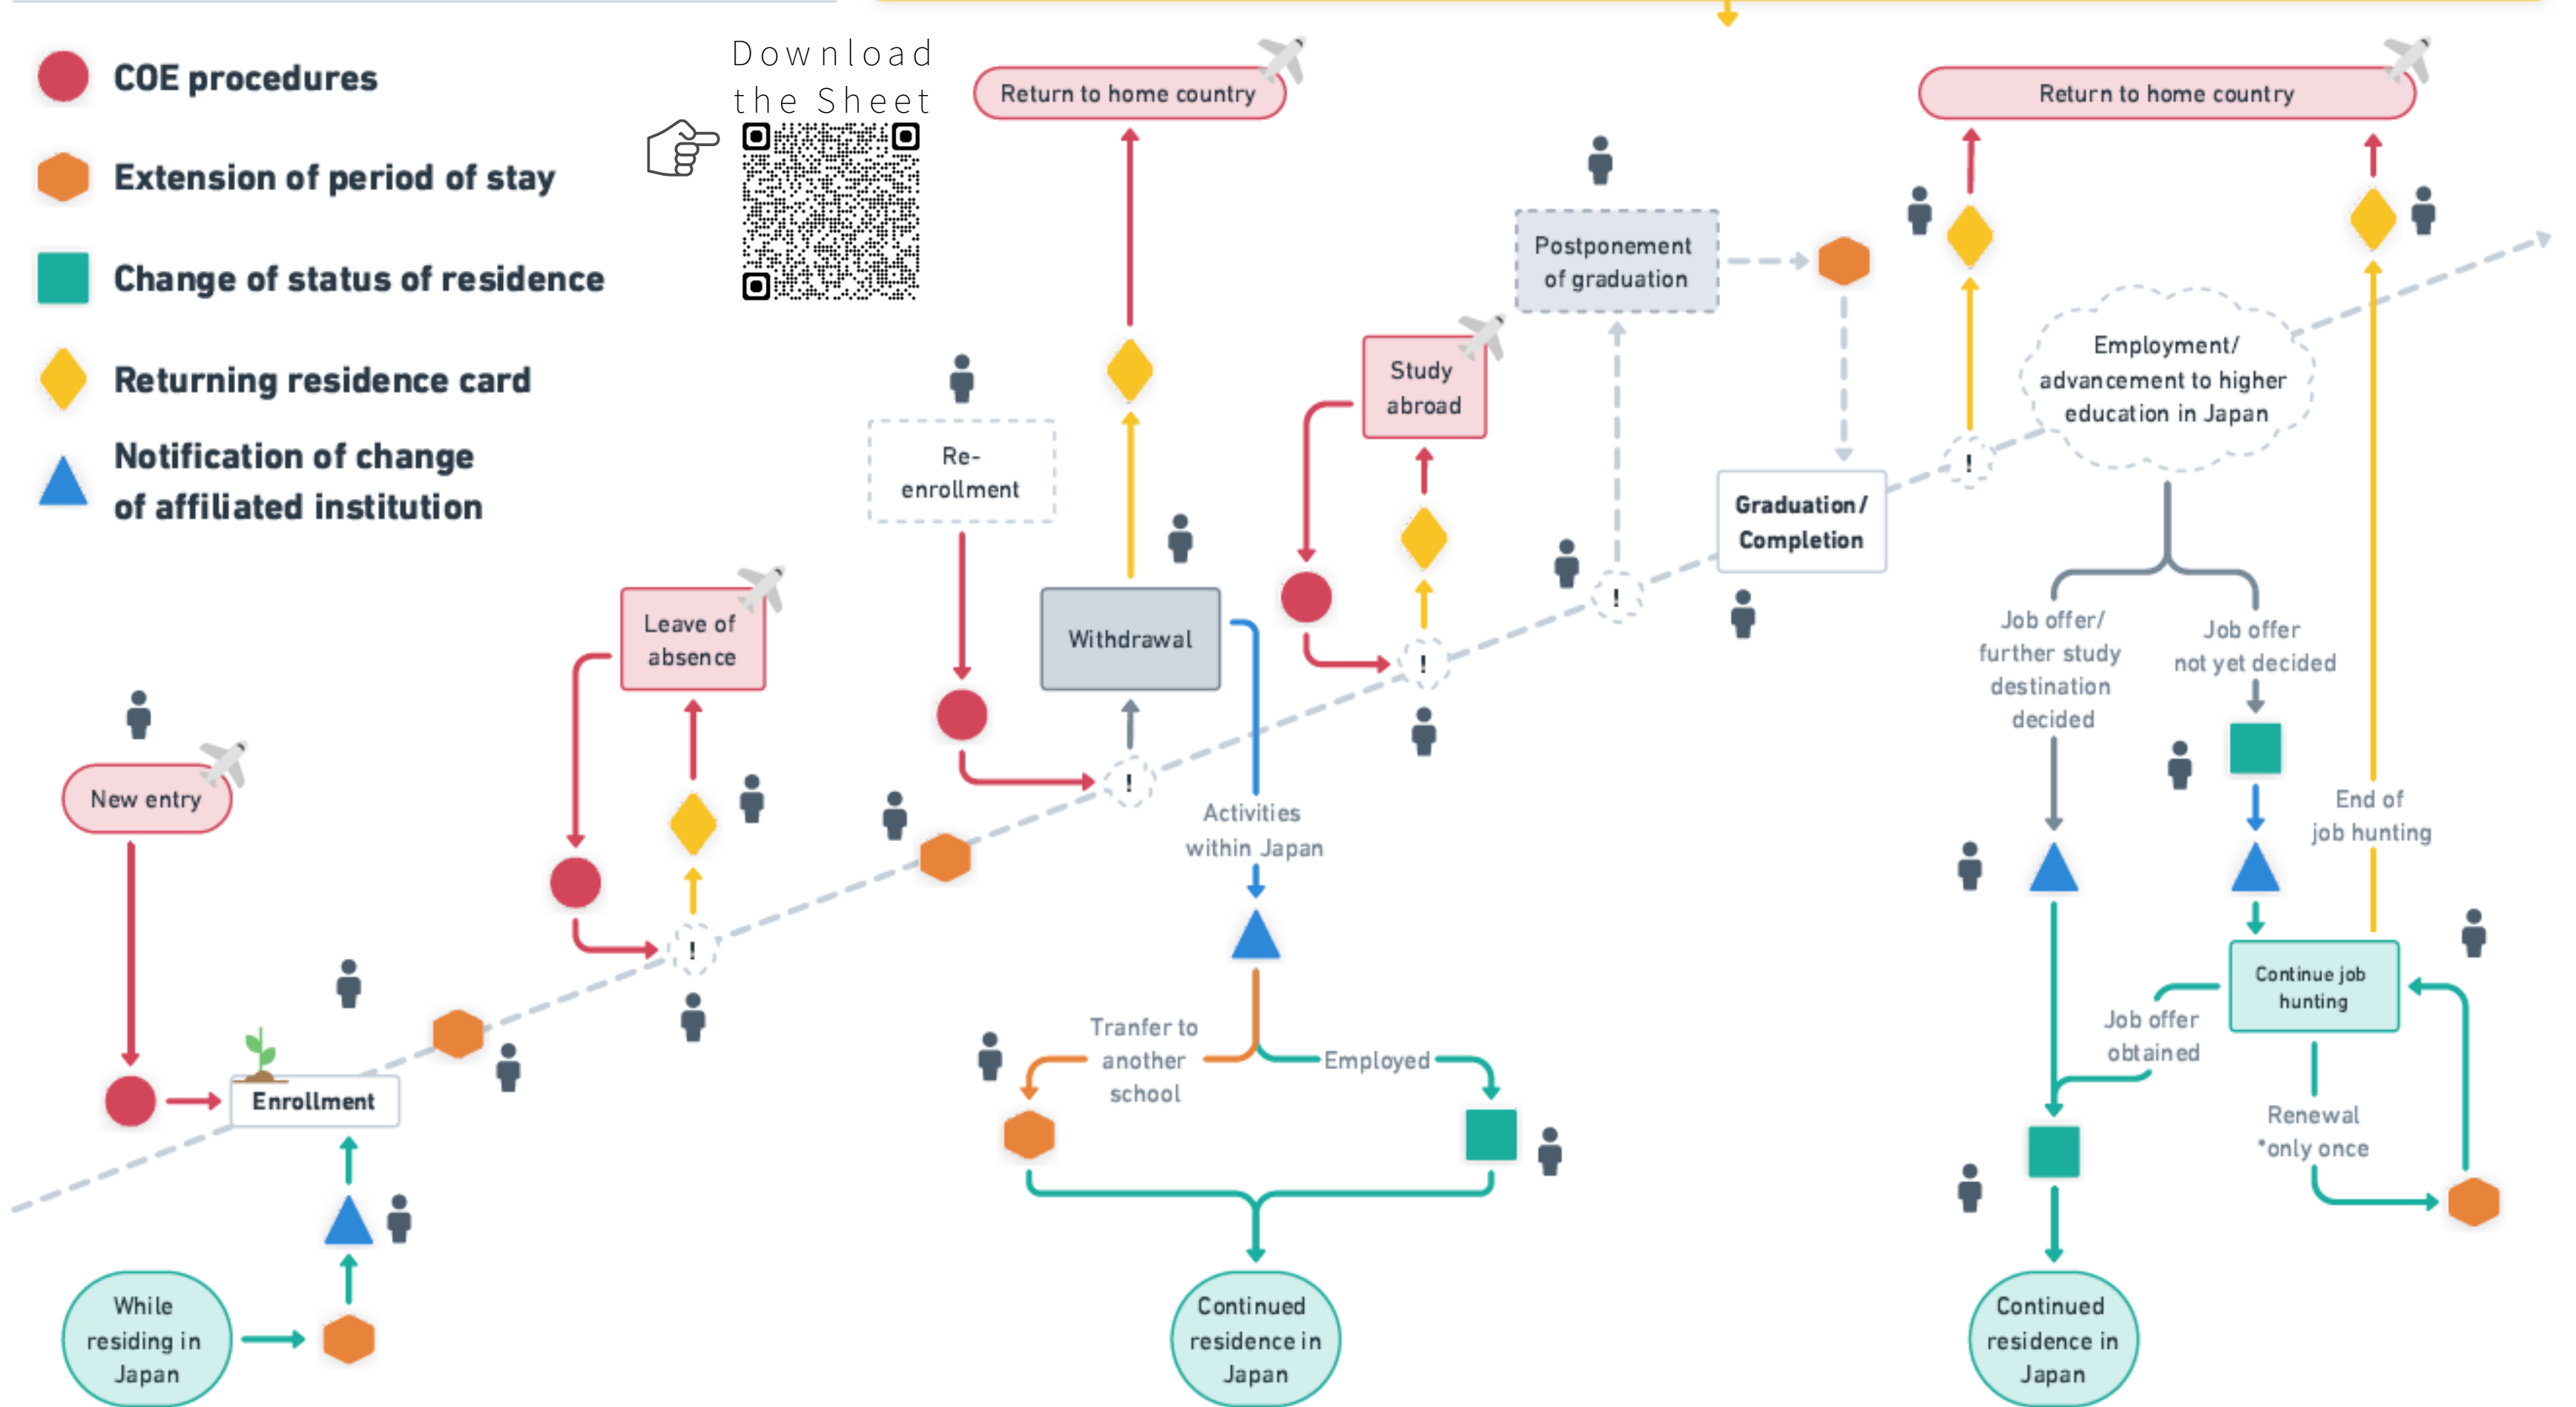 COE procedures
Extension of period of stay
Change of status of residence
Returning residence card
Notification of change
of affiliated institution
Download
the Sheet
Return to home country
Return to home country
Postponement
of graduation
Study
abroad
Employment/
advancement to higher
education in Japan
Re-
enrollment
Graduation/
Completion
Leave of
absence
Withdrawal
!
!
!
!
!
Job offer/
further study
destination
decided
Job offer
not yet decided
New entry
Activities
within Japan
End of
job hunting
Continue job
hunting
Job offer
obtained
Tranfer to
another
school
Employed
Enrollment
Renewal
*only once
While
residing in
Japan
Continued
residence in
Japan
Continued
residence in
Japan